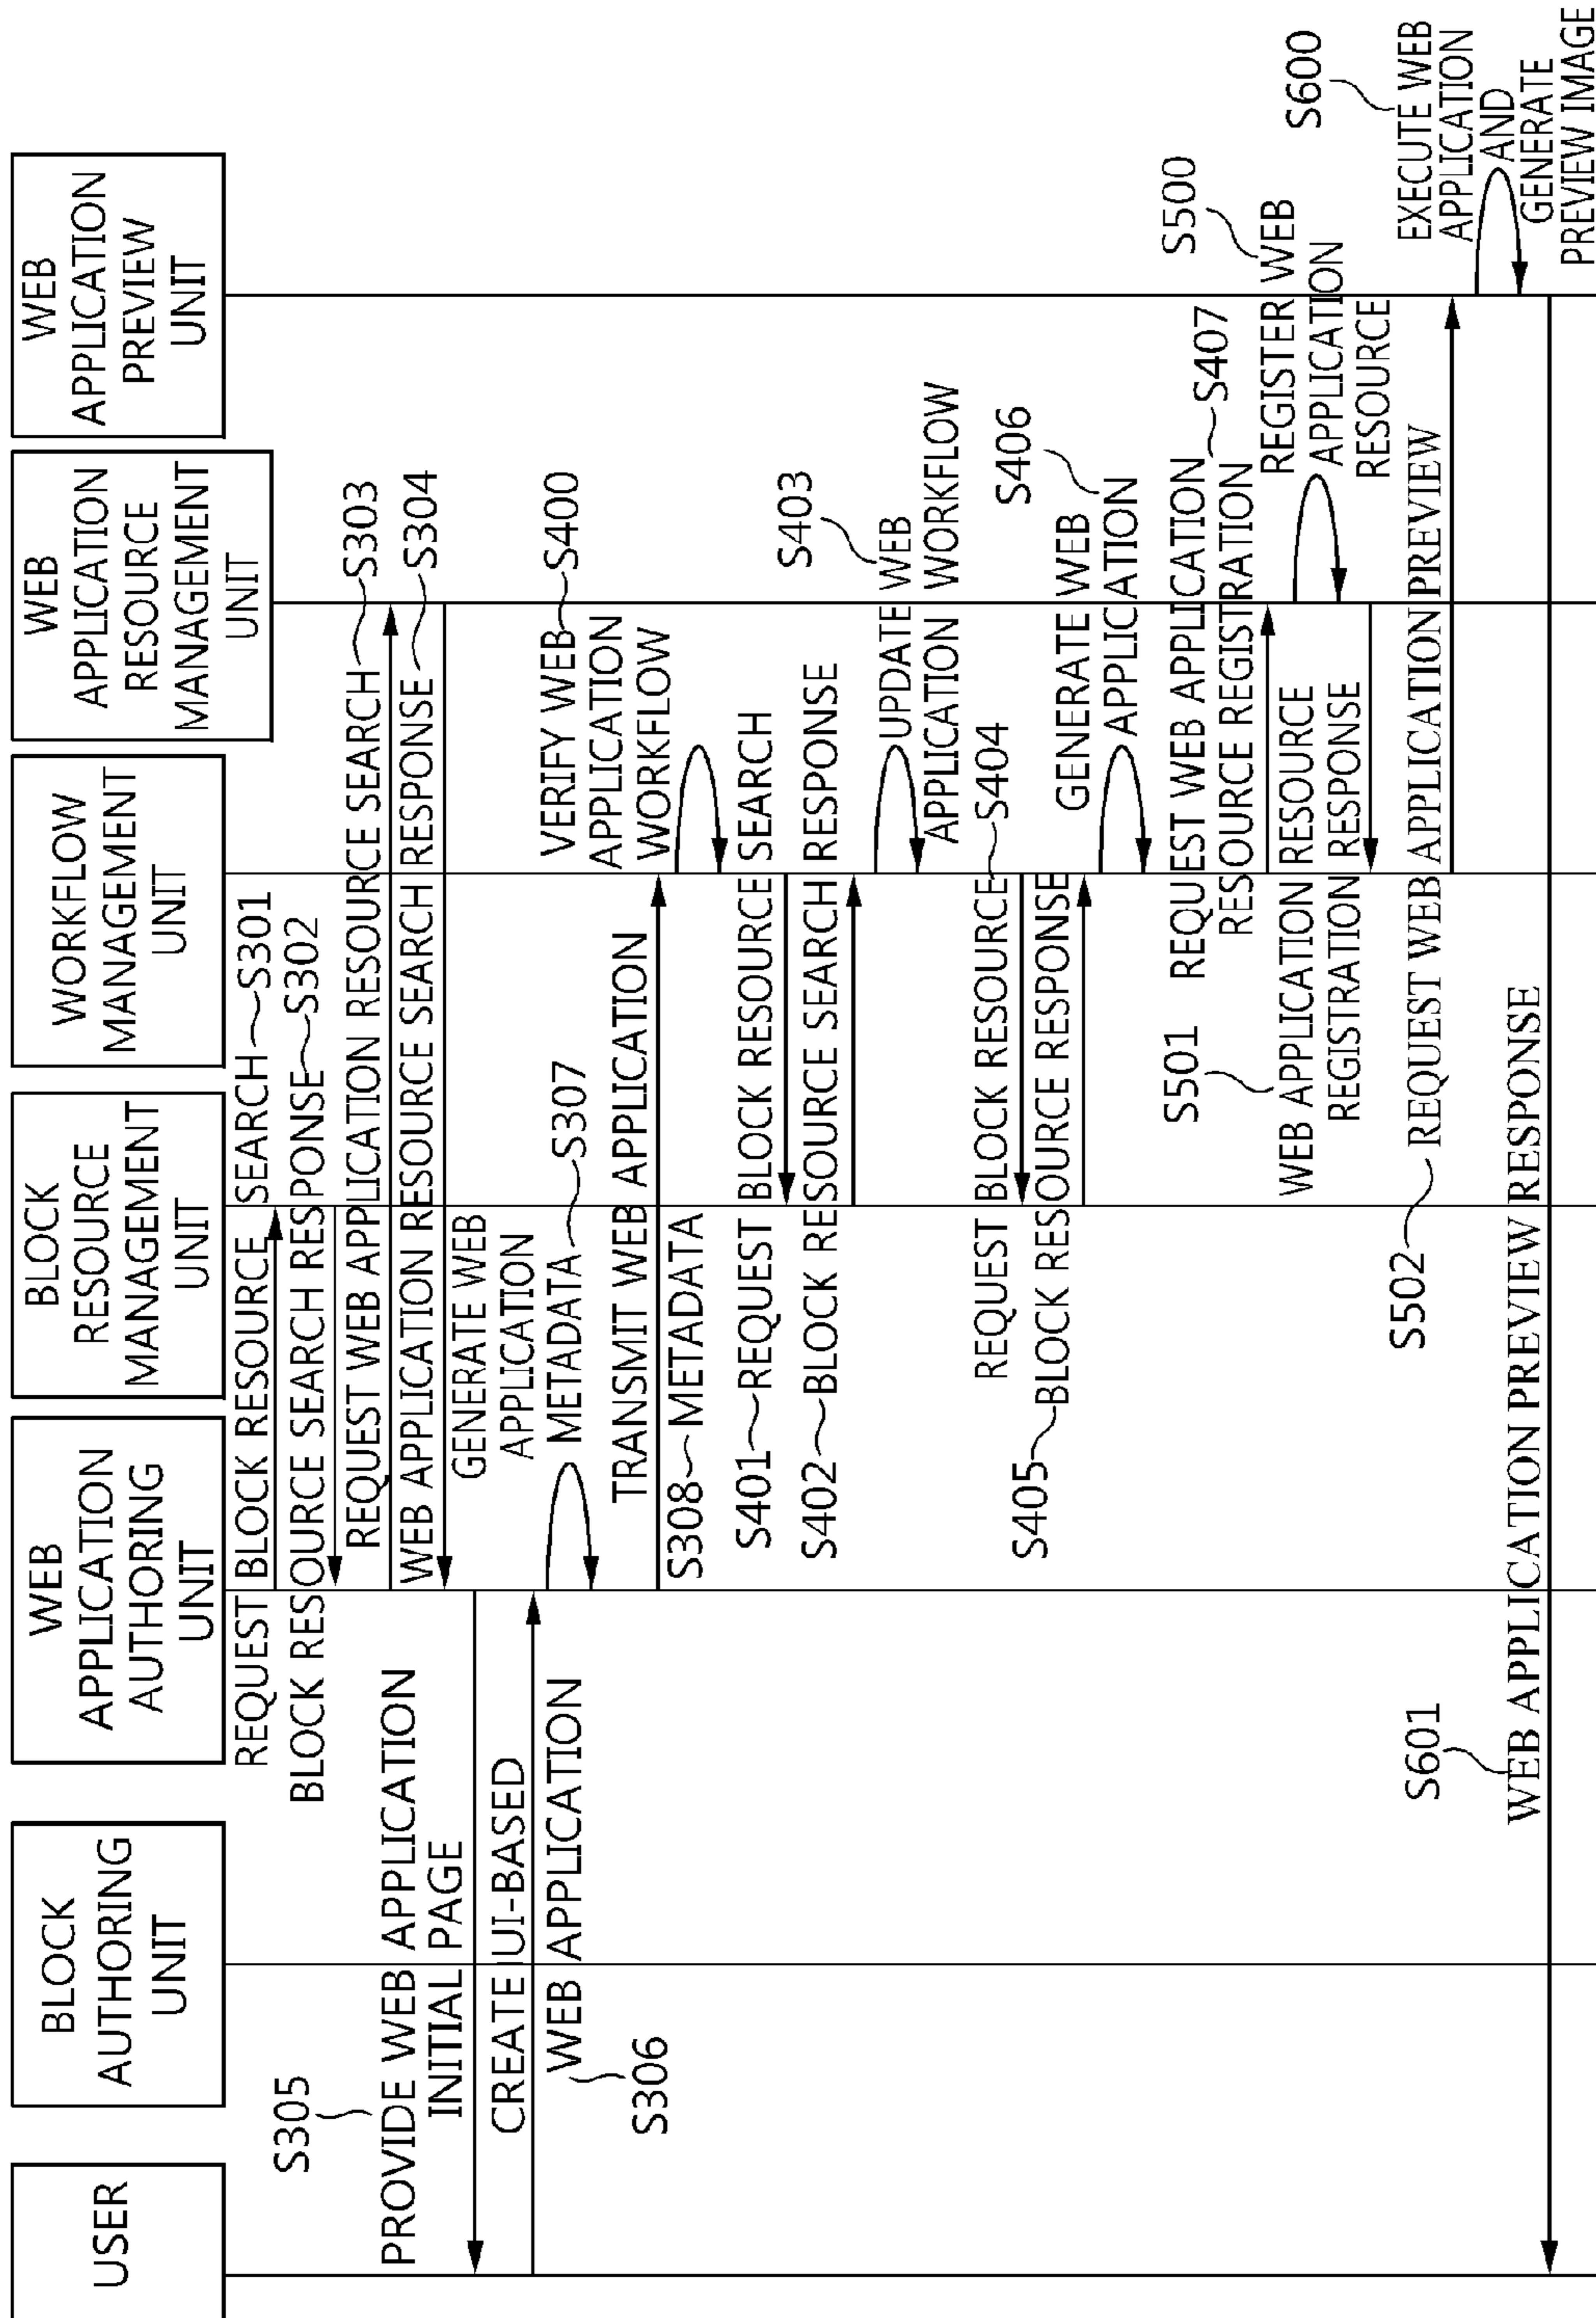 USER
BLOCK
AUTHORING
UNIT
WEB
APPLICATION
AUTHORING
UNIT
BLOCK
RESOURCE
MANAGEMENT
UNIT
WORKFLOW
MANAGEMENT
UNIT
WEB
APPLICATION
RESOURCE
MANAGEMENT
UNIT
WEB
APPLICATION
PREVIEW
UNIT
REQUEST BLOCK RESOURCE SEARCH S301
BLOCK RESOURCE SEARCH RESPONSE S302
REQUEST WEB APPLICATION RESOURCE SEARCH S303
WEB APPLICATION RESOURCE SEARCH RESPONSE S304
S305
PROVIDE WEB APPLICATION
INITIAL PAGE
CREATE UI-BASED
WEB APPLICATION
S306
GENERATE WEB
APPLICATION
METADATA S307
TRANSMIT WEB APPLICATION
S308 METADATA
VERIFY WEB S400
APPLICATION
WORKFLOW
S401 REQUEST BLOCK RESOURCE SEARCH
S402 BLOCK RESOURCE SEARCH RESPONSE
S403
UPDATE WEB
APPLICATION WORKFLOW
REQUEST BLOCK RESOURCE S404
S405 BLOCK RESOURCE RESPONSE
S406
GENERATE WEB
APPLICATION
REQUEST WEB APPLICATION S407
RESOURCE REGISTRATION
S500
REGISTER WEB
APPLICATION
RESOURCE
S501
WEB APPLICATION RESOURCE
REGISTRATION RESPONSE
S502 REQUEST WEB APPLICATION PREVIEW
S600
EXECUTE WEB
APPLICATION
AND
GENERATE
PREVIEW IMAGE
S601
WEB APPLICATION PREVIEW RESPONSE